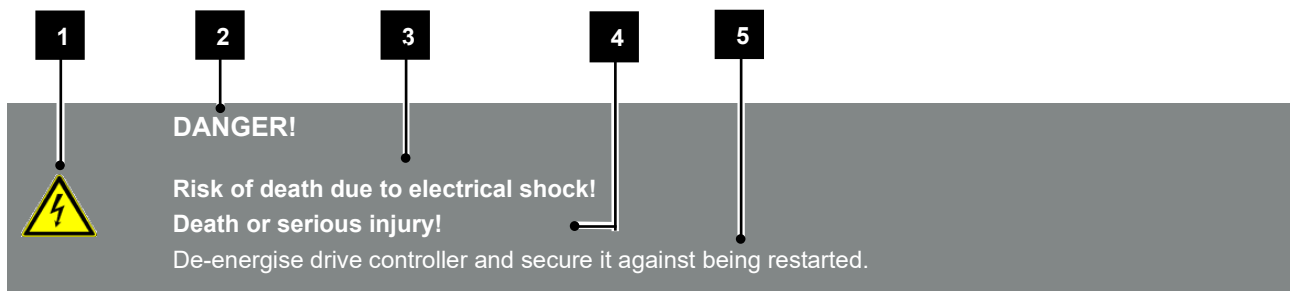 1 2 3 4 5
DANGER!
Risk of death due to electrical shock!
Death or serious injury!
De-energise drive controller and secure it against being restarted.